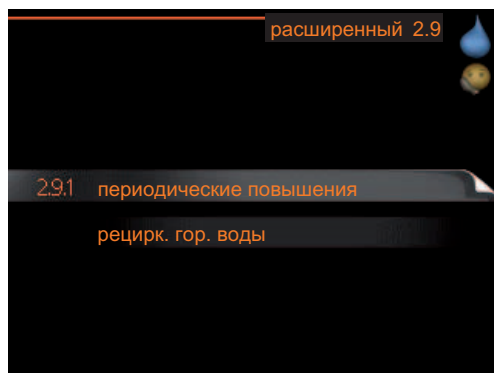 расширенный 2.9
2.9.1 периодические повышения
рецирк. гор. воды